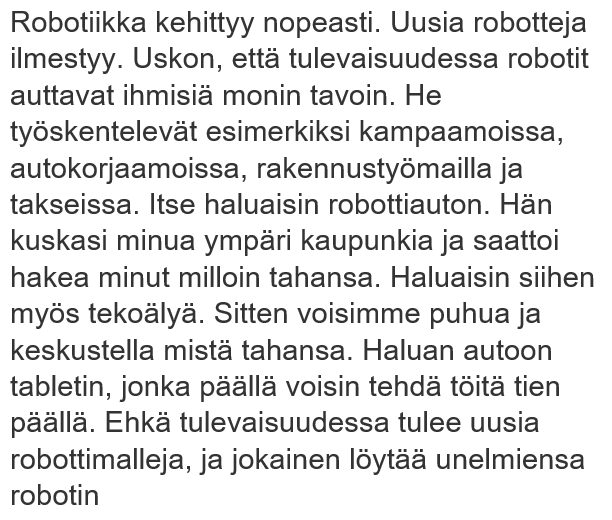 Robotiikka kehittyy nopeasti. Uusia robotteja
ilmestyy. Uskon, että tulevaisuudessa robotit
auttavat ihmisiä monin tavoin. He
työskentelevät esimerkiksi kampaamoissa,
autokorjaamoissa, rakennustyömailla ja
takseissa. Itse haluaisin robottiauton. Hän
kuskasi minua ympäri kaupunkia ja saattoi
hakea minut milloin tahansa. Haluaisin siihen
myös tekoälyä. Sitten voisimme puhua ja
keskustella mistä tahansa. Haluan autoon
tabletin, jonka päällä voisin tehdä töitä tien
päällä. Ehkä tulevaisuudessa tulee uusia
robottimalleja, ja jokainen löytää unelmiensa
robotin